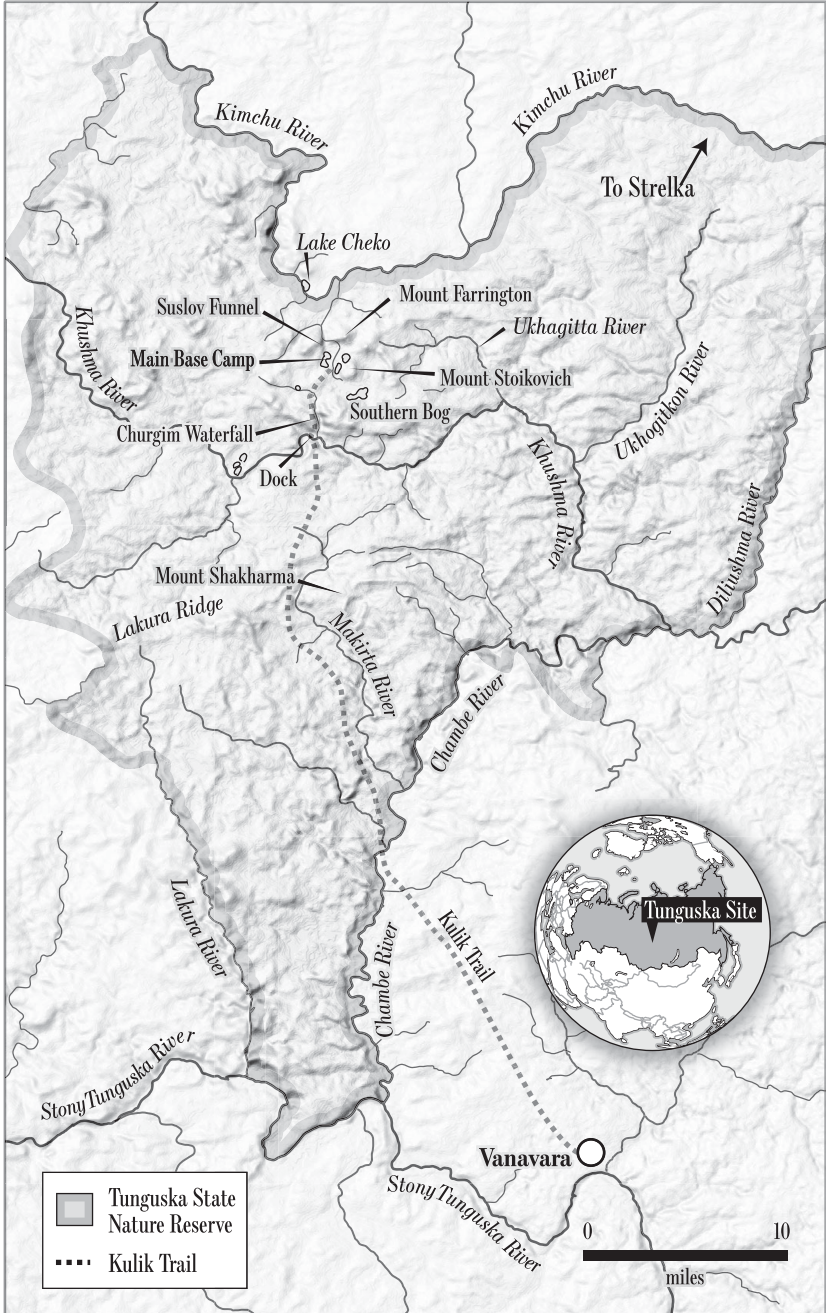 Kimchu River
Kimchu River
To Strelka
Lake Cheko
Suslov Funnel
Mount Farrington
Ukhagitta River
Main Base Camp
Mount Stoikovich
Khushma River
Southern Bog
Churgim Waterfall
Ukhogitkon River
Dock
Khushma River
Diliushma River
Mount Shakharma
Lakura Ridge
Makirta River
Chambe River
Lakura River
Kulik Trail
Tunguska Site
Chambe River
Stony Tunguska River
Vanavara
Stony Tunguska River
Tunguska State
Nature Reserve
Kulik Trail
0 10
miles